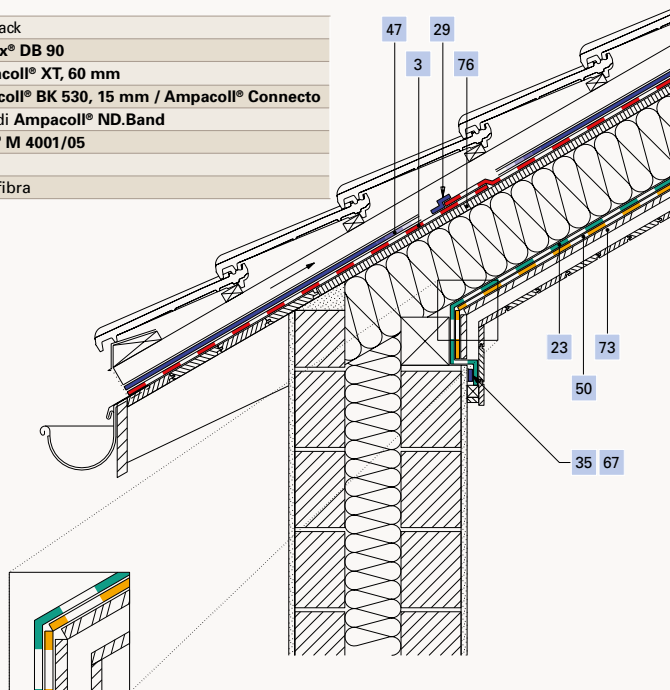 ack
x® DB 90
acoll® XT, 60 mm
coll® BK 530, 15 mm / Ampacoll® Connecto
di Ampacoll® ND.Band
® M 4001/05
fibra
47 29
3 76
23 73
50
35 67